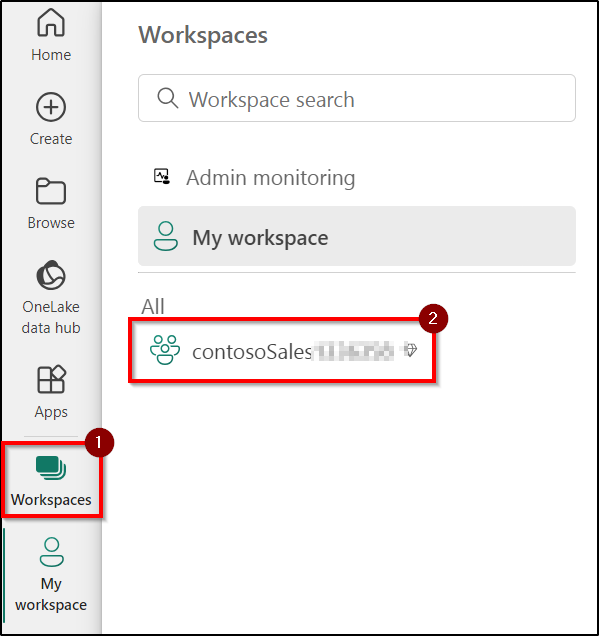 Home
Create
Browse
OneLake
data hub
Apps
1
Workspaces
My
workspace
Workspaces
Workspace search
Admin monitoring
My workspace
All
2
contosoSales